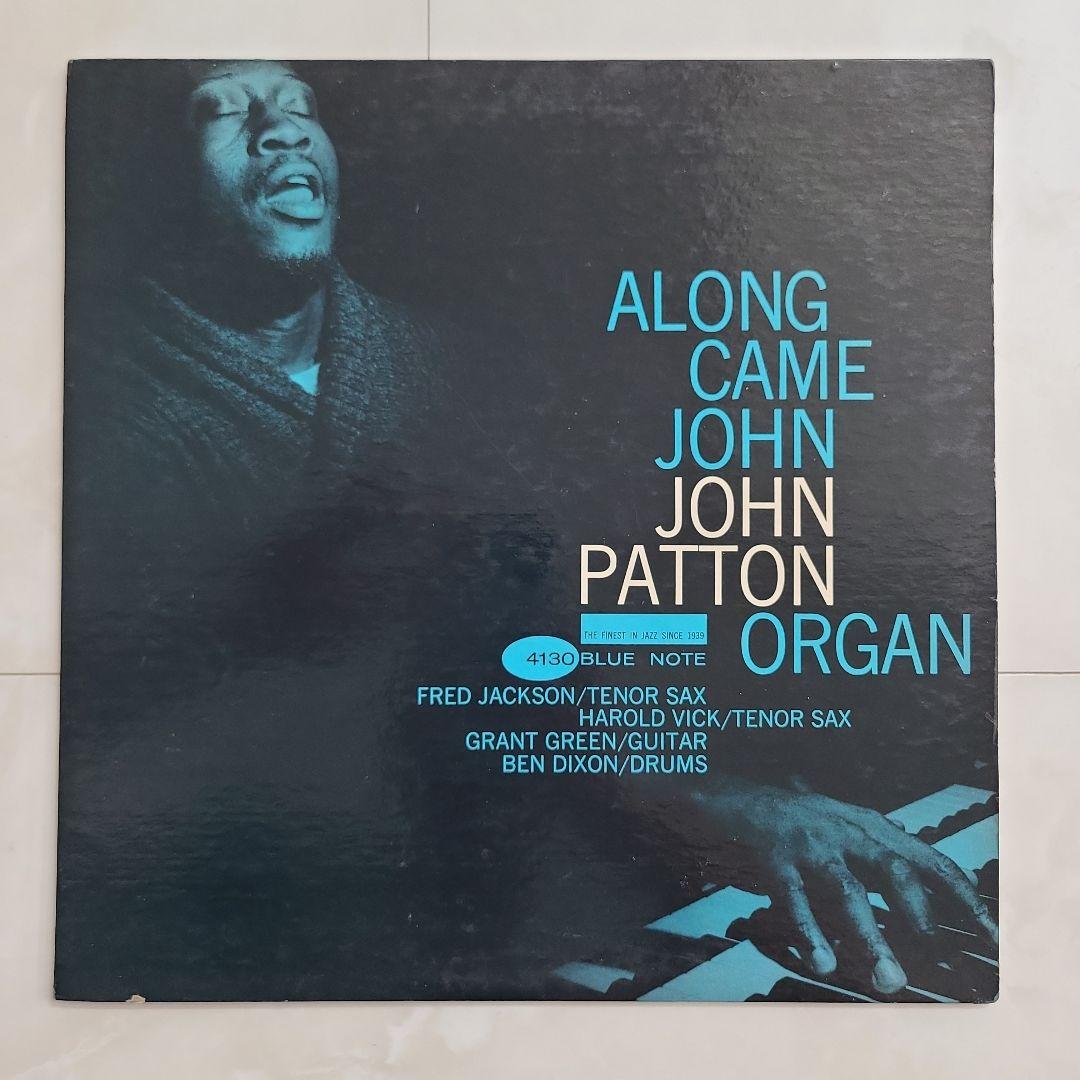 ALONG
CAME
JOHN
JOHN
PATTON
ORGAN
THE FINEST IN JAZZ SINCE 1939
4130 BLUE NOTE
FRED JACKSON/TENOR SAX
HAROLD VICK/TENOR SAX
GRANT GREEN/GUITAR
BEN DIXON/DRUMS